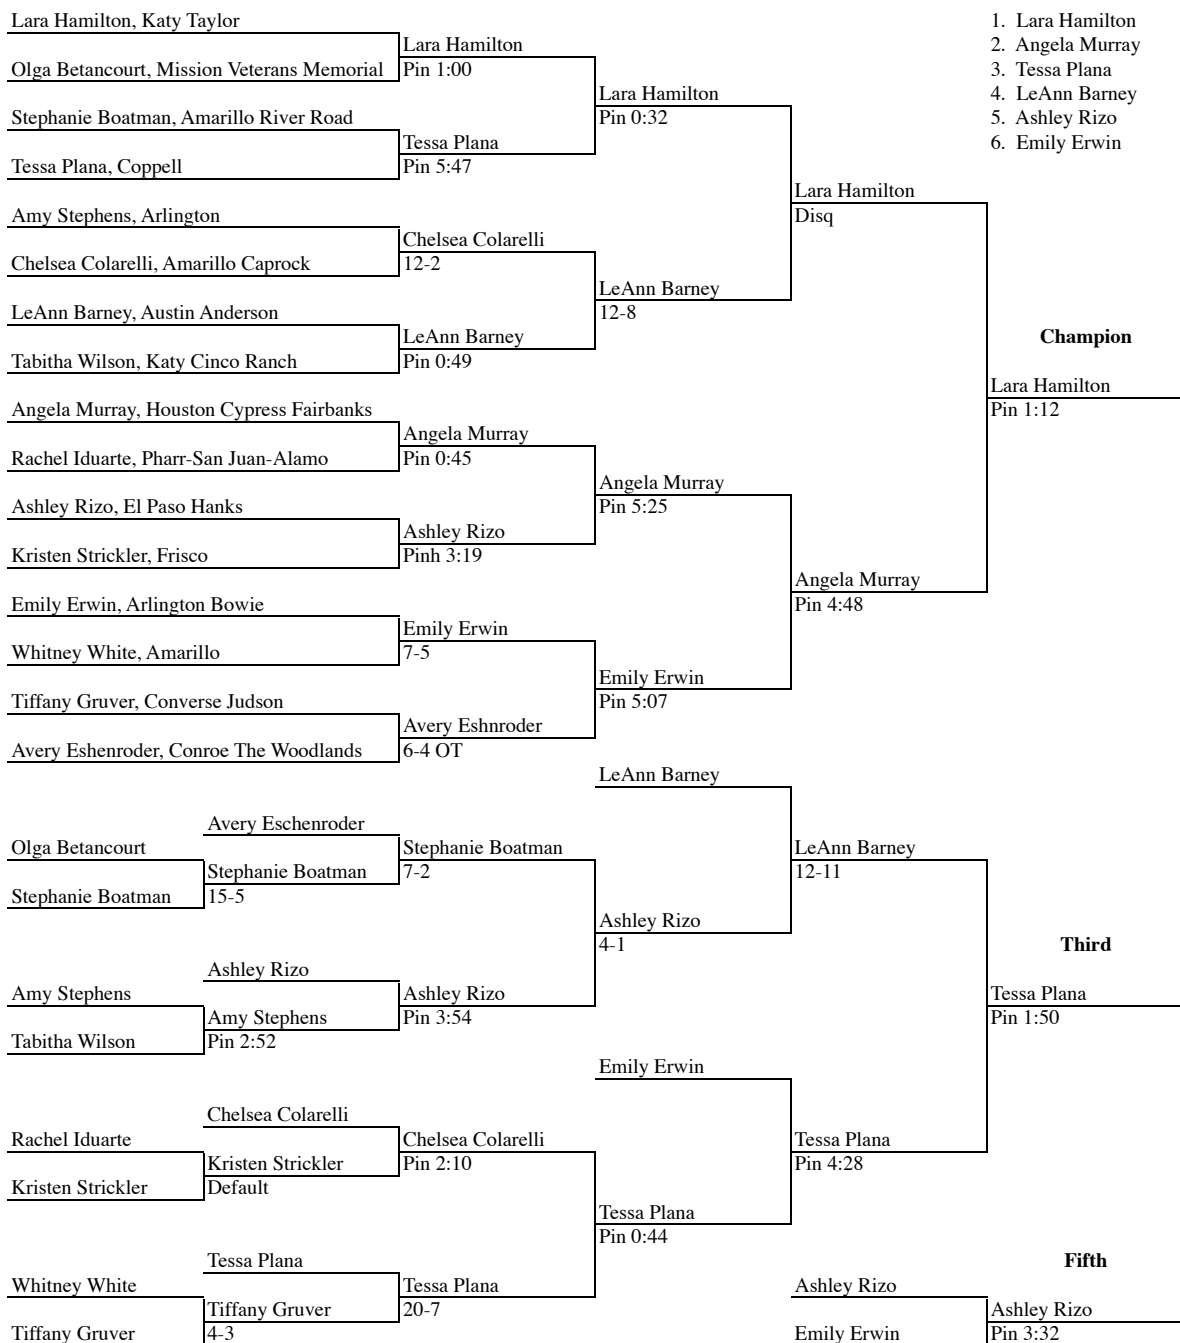 Lara Hamilton, Katy Taylor
1. Lara Hamilton
Lara Hamilton
2. Angela Murray
Olga Betancourt, Mission Veterans Memorial
Pin 1:00
3. Tessa Plana
Lara Hamilton
4. LeAnn Barney
Stephanie Boatman, Amarillo River Road
Pin 0:32
5. Ashley Rizo
Tessa Plana
6. Emily Erwin
Tessa Plana, Coppell
Pin 5:47
Lara Hamilton
Amy Stephens, Arlington
Disq
Chelsea Colarelli
Chelsea Colarelli, Amarillo Caprock
12-2
LeAnn Barney
LeAnn Barney, Austin Anderson
12-8
LeAnn Barney
Champion
Tabitha Wilson, Katy Cinco Ranch
Pin 0:49
Lara Hamilton
Angela Murray, Houston Cypress Fairbanks
Pin 1:12
Angela Murray
Rachel Iduarte, Pharr-San Juan-Alamo
Pin 0:45
Angela Murray
Ashley Rizo, El Paso Hanks
Pin 5:25
Ashley Rizo
Kristen Strickler, Frisco
Pinh 3:19
Angela Murray
Emily Erwin, Arlington Bowie
Pin 4:48
Emily Erwin
Whitney White, Amarillo
7-5
Emily Erwin
Tiffany Gruver, Converse Judson
Pin 5:07
Avery Eshnroder
Avery Eshenroder, Conroe The Woodlands
6-4 OT
LeAnn Barney
Avery Eschenroder
Olga Betancourt
Stephanie Boatman
LeAnn Barney
Stephanie Boatman
7-2
12-11
Stephanie Boatman
15-5
Ashley Rizo
4-1
Third
Ashley Rizo
Amy Stephens
Ashley Rizo
Tessa Plana
Amy Stephens
Pin 3:54
Pin 1:50
Tabitha Wilson
Pin 2:52
Emily Erwin
Chelsea Colarelli
Rachel Iduarte
Chelsea Colarelli
Tessa Plana
Kristen Strickler
Pin 2:10
Pin 4:28
Kristen Strickler
Default
Tessa Plana
Pin 0:44
Tessa Plana
Fifth
Whitney White
Tessa Plana
Ashley Rizo
Tiffany Gruver
20-7
Ashley Rizo
Tiffany Gruver
4-3
Emily Erwin
Pin 3:32